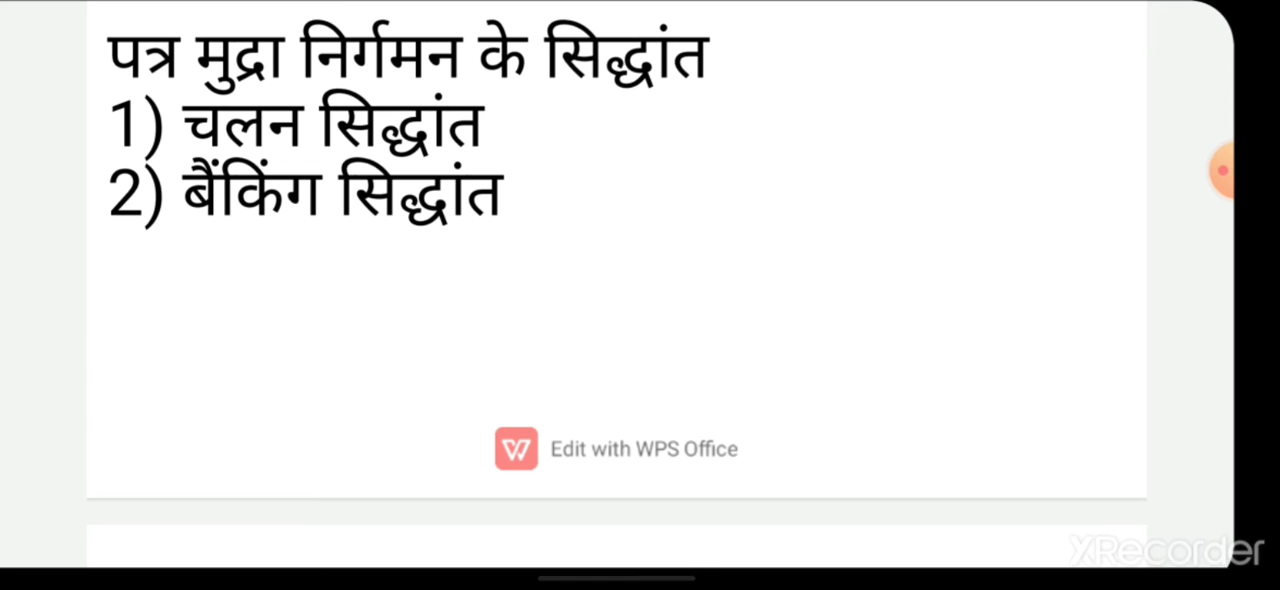 पत्र मुद्रा निर्गमन के सिद्धांत
1) चलन सिद्धांत
2) बैंकिंग सिद्धांत
Edit with WPS Office
XRecorder